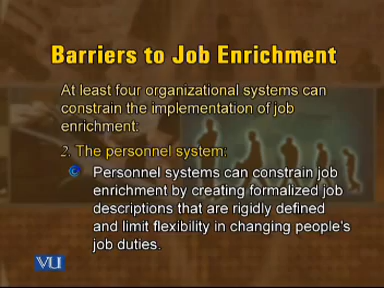 Barriers to Job Enrichment
At least four organizational systems can
constrain the implementation of job
enrichment:
2. The personnel system:
Personnel systems can constrain job
enrichment by creating formalized job
descriptions that are rigidly defined
and limit flexibility in changing people's
job duties.
VU